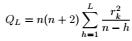 Q_L = n(n+2) \sum_{h=1}^{L} \frac{r_k^2}{n-h}